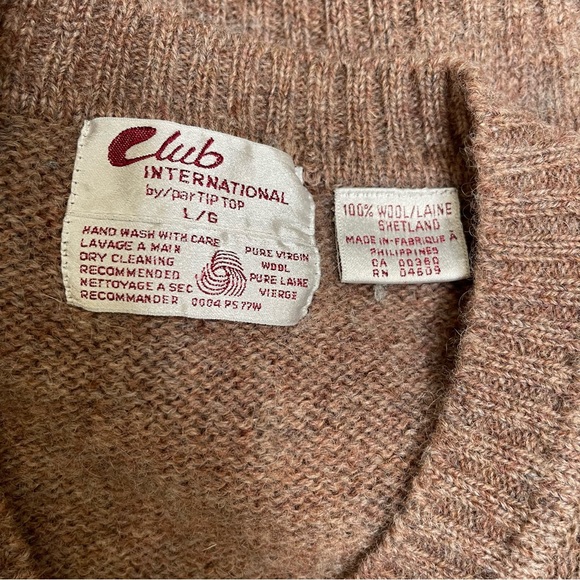 Club
INTERNATIONAL
by/par TIP TOP
L/G
HAND WASH WITH CARE
LAVAGE A MAIN
DRY CLEANING
RECOMMENDED
NETTOYAGE A SEC
RECOMMANDER
0004 PS 77W
PURE VIRGIN
WOOL
PURE LAINE
VIERGE
100% WOOL/LAINE
SHETLAND
MADE IN-FABRIQUE À
PHILIPPINES
CA 00360
RN 04609